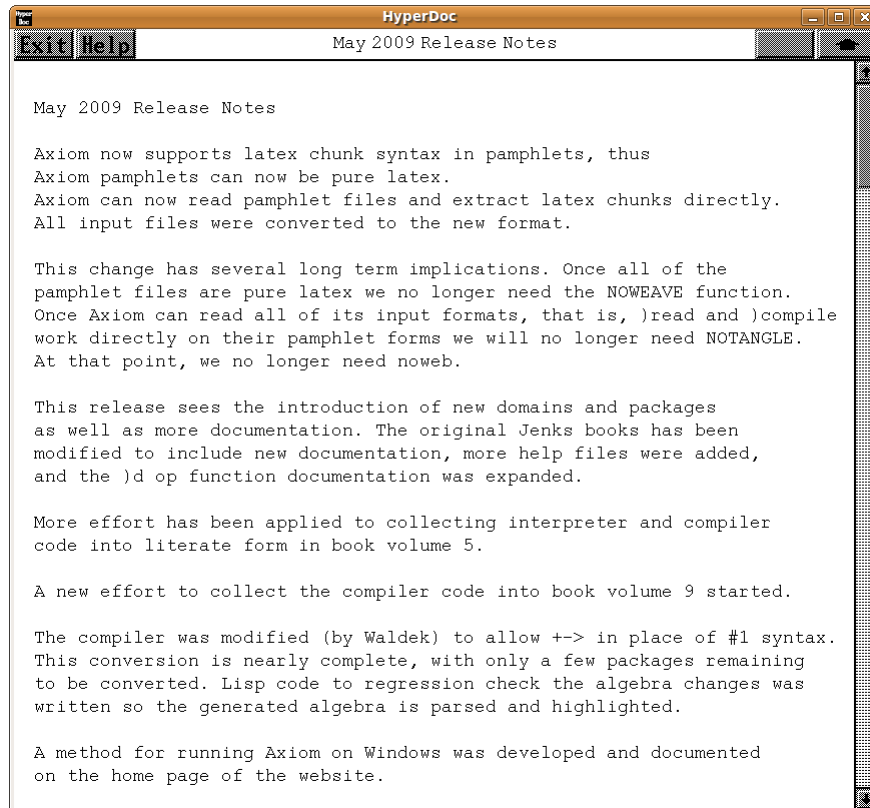 Hyper Doc
HyperDoc
Exit Help
May 2009 Release Notes
May 2009 Release Notes
Axiom now supports latex chunk syntax in pamphlets, thus
Axiom pamphlets can now be pure latex.
Axiom can now read pamphlet files and extract latex chunks directly.
All input files were converted to the new format.
This change has several long term implications. Once all of the
pamphlet files are pure latex we no longer need the NOWEAVE function.
Once Axiom can read all of its input formats, that is, )read and )compile
work directly on their pamphlet forms we will no longer need NOTANGLE.
At that point, we no longer need noweb.
This release sees the introduction of new domains and packages
as well as more documentation. The original Jenks books has been
modified to include new documentation, more help files were added,
and the )d op function documentation was expanded.
More effort has been applied to collecting interpreter and compiler
code into literate form in book volume 5.
A new effort to collect the compiler code into book volume 9 started.
The compiler was modified (by Waldek) to allow +-> in place of #1 syntax.
This conversion is nearly complete, with only a few packages remaining
to be converted. Lisp code to regression check the algebra changes was
written so the generated algebra is parsed and highlighted.
A method for running Axiom on Windows was developed and documented
on the home page of the website.